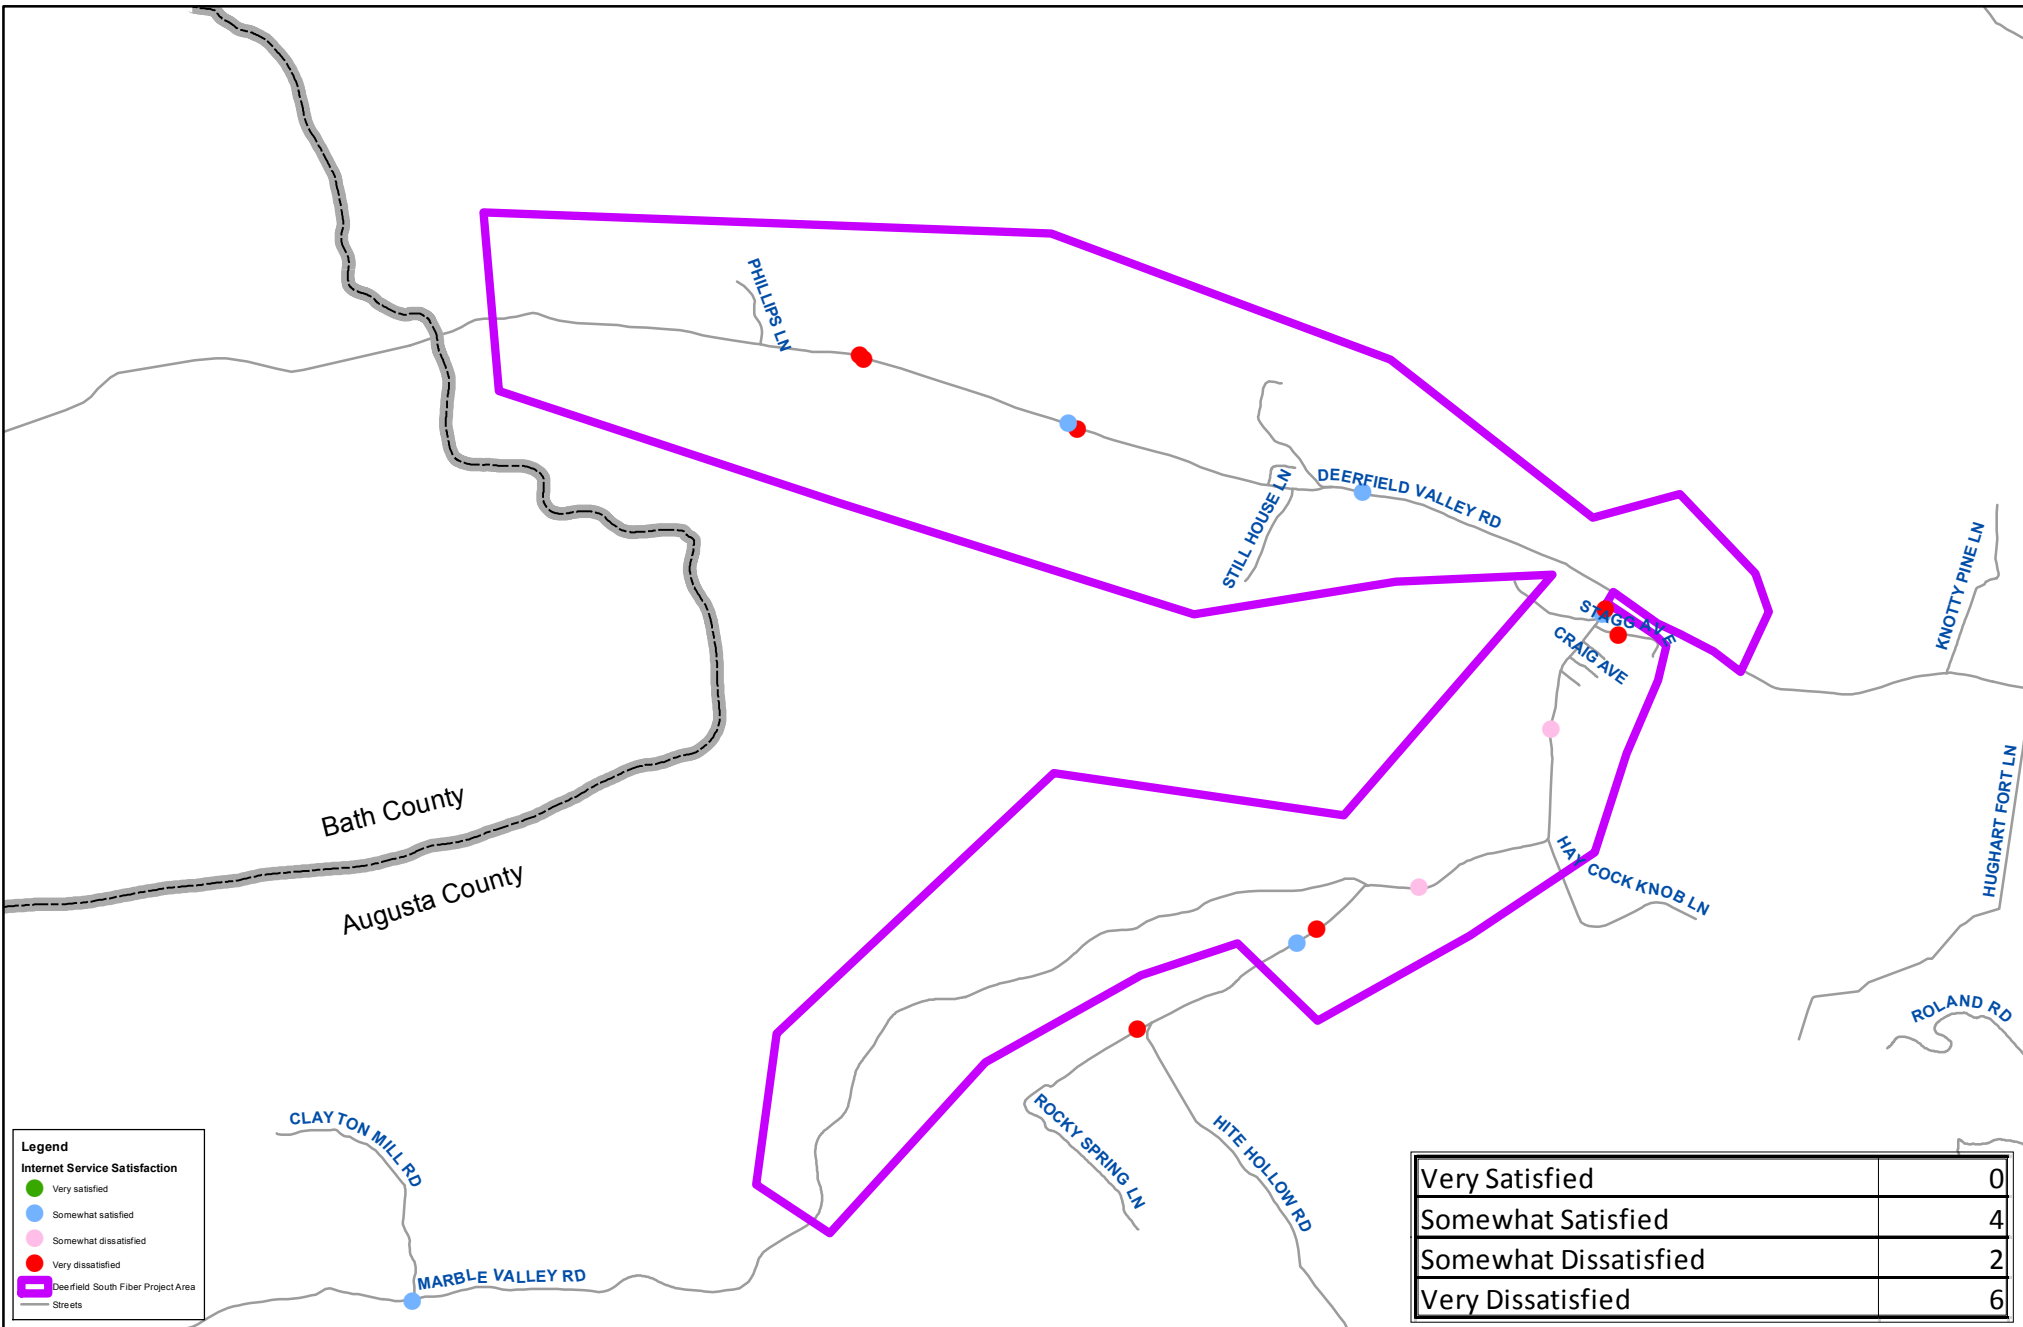 PHILLIPS LN
DEERFIELD VALLEY RD
STILL HOUSE LN
KNOTTY PINE LN
STAGG AVE
CRAIG AVE
HUGHART FORT LN
Bath County
HAY COCK KNOB LN
Augusta County
ROLAND RD
CLAYTON MILL RD
ROCKY SPRING LN
HITE HOLLOW RD
MARBLE VALLEY RD
Legend
Internet Service Satisfaction
Very satisfied
Somewhat satisfied
Somewhat dissatisfied
Very dissatisfied
Deerfield South Fiber Project Area
Streets
Very Satisfied 0
Somewhat Satisfied 4
Somewhat Dissatisfied 2
Very Dissatisfied 6